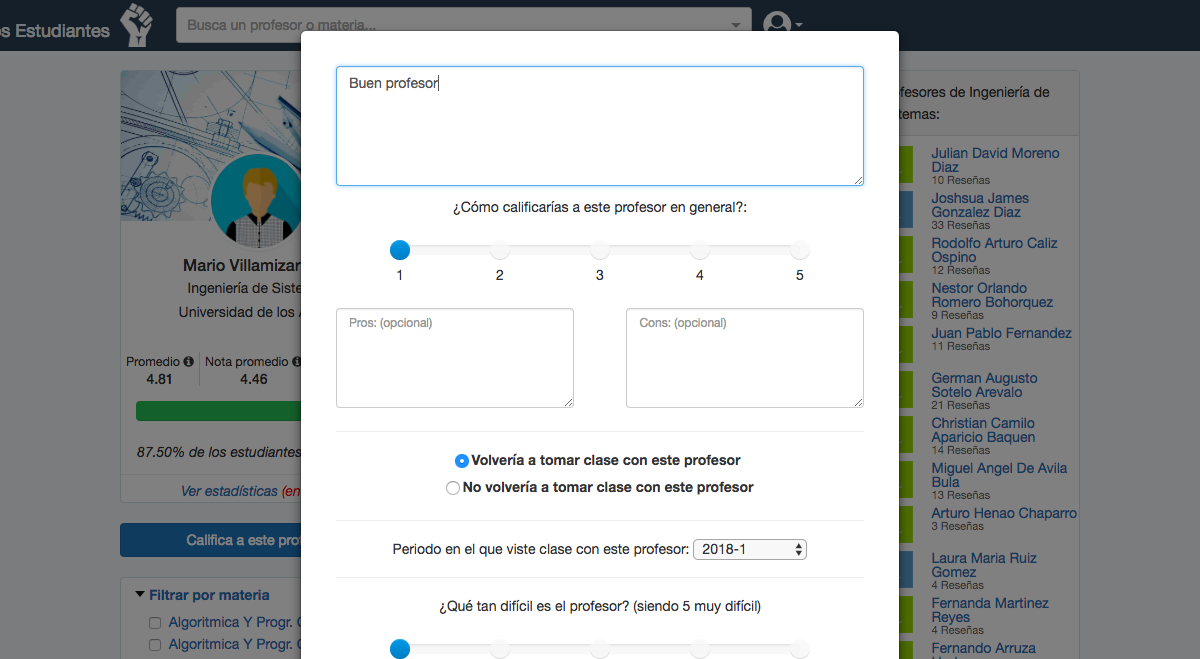 s Estudiantes
Busca un profesor o materia...
Buen profesor
¿Cómo calificarías a este profesor en general?:
1 2 3 4 5
Pros: (opcional)
Cons: (opcional)
Volvería a tomar clase con este profesor
No volvería a tomar clase con este profesor
Periodo en el que viste clase con este profesor: 2018-1
¿Qué tan difícil es el profesor? (siendo 5 muy difícil)
Mario Villamizar
Ingeniería de Siste
Universidad de los
Promedio Nota promedio
4.81 4.46
87.50% de los estudiantes
Ver estadísticas (en
Califica a este prof
Filtrar por materia
Algoritmica Y Progr.
Algoritmica Y Progr.
fesores de Ingeniería de
temas:
Julian David Moreno
Diaz
10 Reseñas
Joshsua James
Gonzalez Diaz
33 Reseñas
Rodolfo Arturo Caliz
Ospino
12 Reseñas
Nestor Orlando
Romero Bohorquez
9 Reseñas
Juan Pablo Fernandez
11 Reseñas
German Augusto
Sotelo Arevalo
21 Reseñas
Christian Camilo
Aparicio Baquen
14 Reseñas
Miguel Angel De Avila
Bula
13 Reseñas
Arturo Henao Chaparro
3 Reseñas
Laura Maria Ruiz
Gomez
4 Reseñas
Fernanda Martinez
Reyes
4 Reseñas
Fernando Arruza